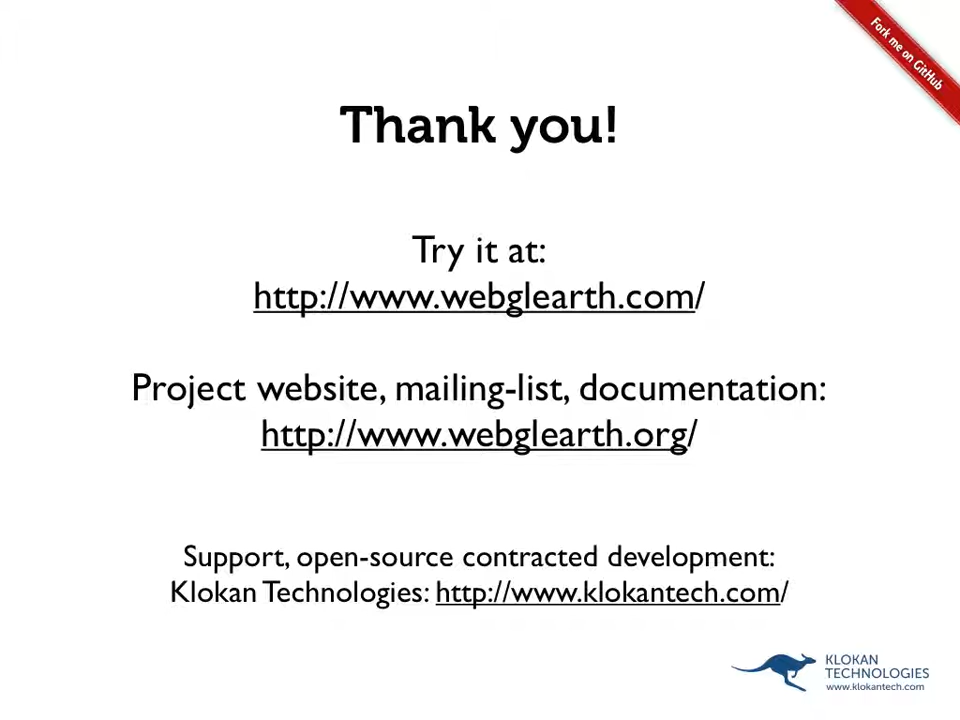 Fork me on GitHub
Thank you!
Try it at:
http://www.webglearth.com/
Project website, mailing-list, documentation:
http://www.webglearth.org/
Support, open-source contracted development:
Klokan Technologies: http://www.klokantech.com/
KLOKAN
TECHNOLOGIES
www.klokantech.com